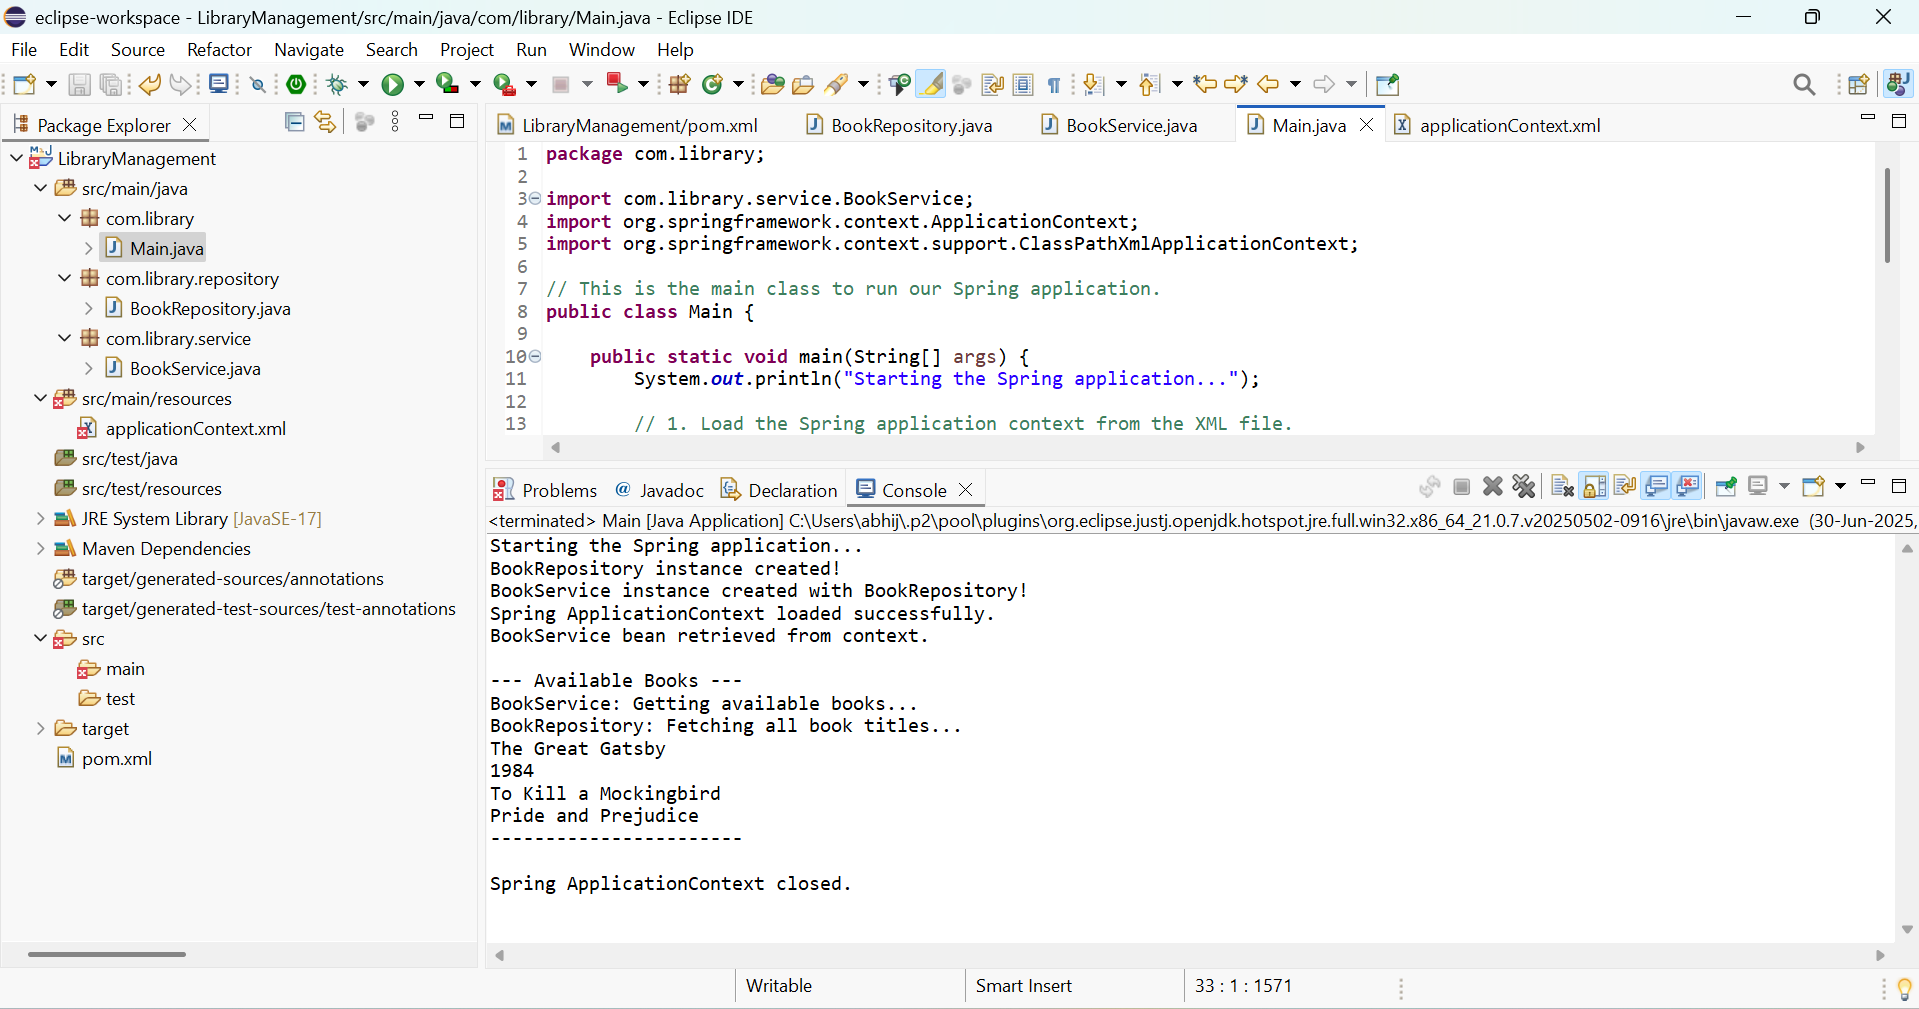 eclipse-workspace - LibraryManagement/src/main/java/com/library/Main.java - Eclipse IDE
File Edit Source Refactor Navigate Search Project Run Window Help
Package Explorer
LibraryManagement
src/main/java
com.library
Main.java
com.library.repository
BookRepository.java
com.library.service
BookService.java
src/main/resources
applicationContext.xml
src/test/java
src/test/resources
JRE System Library [JavaSE-17]
Maven Dependencies
target/generated-sources/annotations
target/generated-test-sources/test-annotations
src
main
test
target
pom.xml
LibraryManagement/pom.xml BookRepository.java BookService.java Main.java applicationContext.xml
1 package com.library;
2
3 import com.library.service.BookService;
4 import org.springframework.context.ApplicationContext;
5 import org.springframework.context.support.ClassPathXmlApplicationContext;
6
7 // This is the main class to run our Spring application.
8 public class Main {
9
10 public static void main(String[] args) {
11 System.out.println("Starting the Spring application...");
12
13 // 1. Load the Spring application context from the XML file.
Problems @ Javadoc Declaration Console
<terminated> Main [Java Application] C:\Users\abhij\.p2\pool\plugins\org.eclipse.justj.openjdk.hotspot.jre.full.win32.x86_64_21.0.7.v20250502-0916\jre\bin\javaw.exe (30-Jun-2025,
Starting the Spring application...
BookRepository instance created!
BookService instance created with BookRepository!
Spring ApplicationContext loaded successfully.
BookService bean retrieved from context.
--- Available Books ---
BookService: Getting available books...
BookRepository: Fetching all book titles...
The Great Gatsby
1984
To Kill a Mockingbird
Pride and Prejudice
-----------------------
Spring ApplicationContext closed.
Writable Smart Insert 33 : 1 : 1571